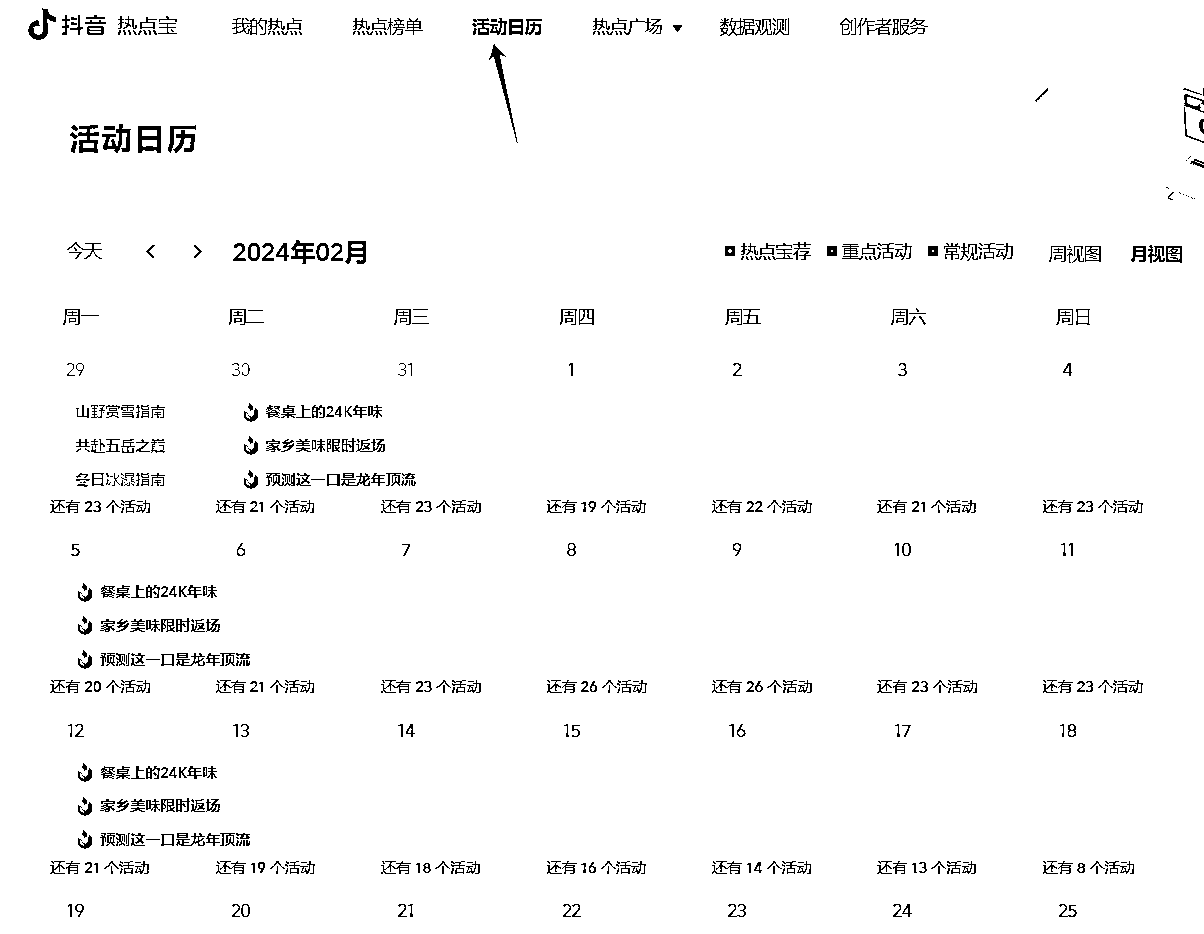 抖音 热点宝 我的热点 热点榜单 活动日历 热点广场 数据观测 创作者服务
活动日历
今天 2024年02月 热点宝荐 重点活动 常规活动 周视图 月视图
周一 周二 周三 周四 周五 周六 周日
29 30 31 1 2 3 4
山野赏雪指南 餐桌上的24K年味
共赴五岳之巅 家乡美味限时返场
冬日冰瀑指南 预测这一口是龙年顶流
还有 23 个活动 还有 21 个活动 还有 23 个活动 还有 19 个活动 还有 22 个活动 还有 21 个活动 还有 23 个活动
5 6 7 8 9 10 11
餐桌上的24K年味
家乡美味限时返场
预测这一口是龙年顶流
还有 20 个活动 还有 21 个活动 还有 23 个活动 还有 26 个活动 还有 26 个活动 还有 23 个活动 还有 23 个活动
12 13 14 15 16 17 18
餐桌上的24K年味
家乡美味限时返场
预测这一口是龙年顶流
还有 21 个活动 还有 19 个活动 还有 18 个活动 还有 16 个活动 还有 14 个活动 还有 13 个活动 还有 8 个活动
19 20 21 22 23 24 25